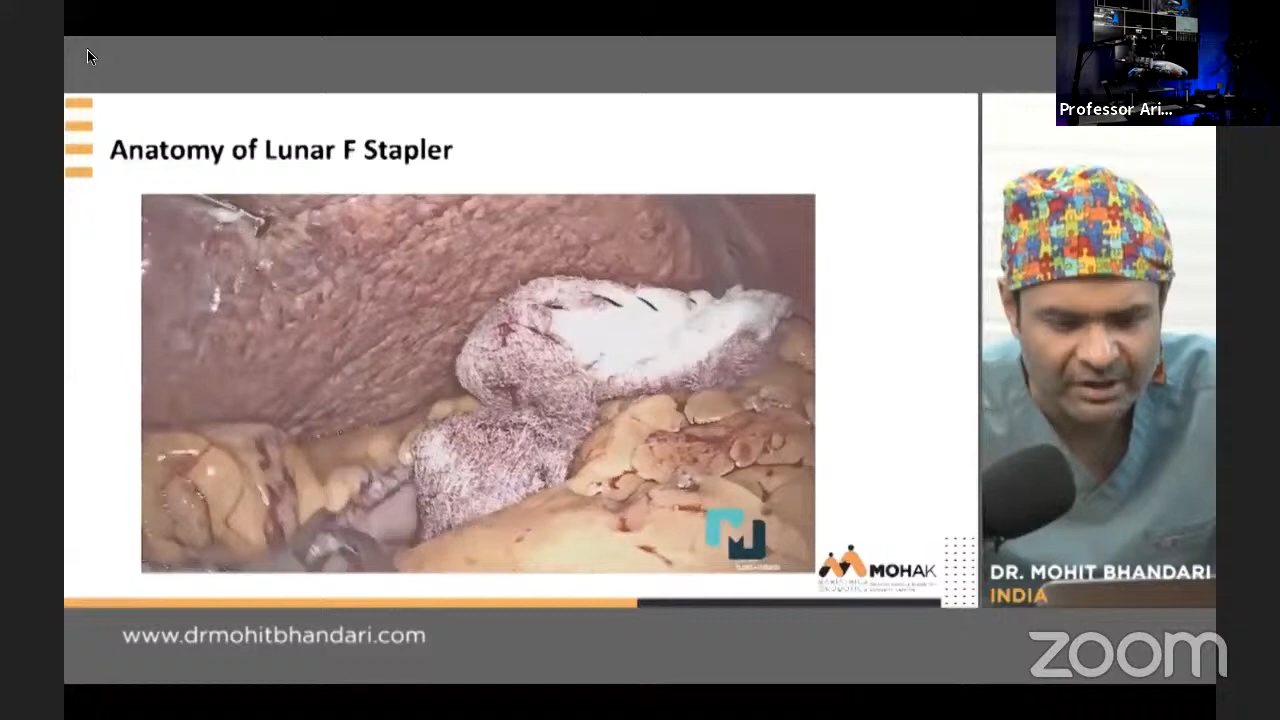 Professor Ari...
Anatomy of Lunar F Stapler
MOHAK
DR. MOHIT BHANDARI
INDIA
www.drmohitbhandari.com
zoom